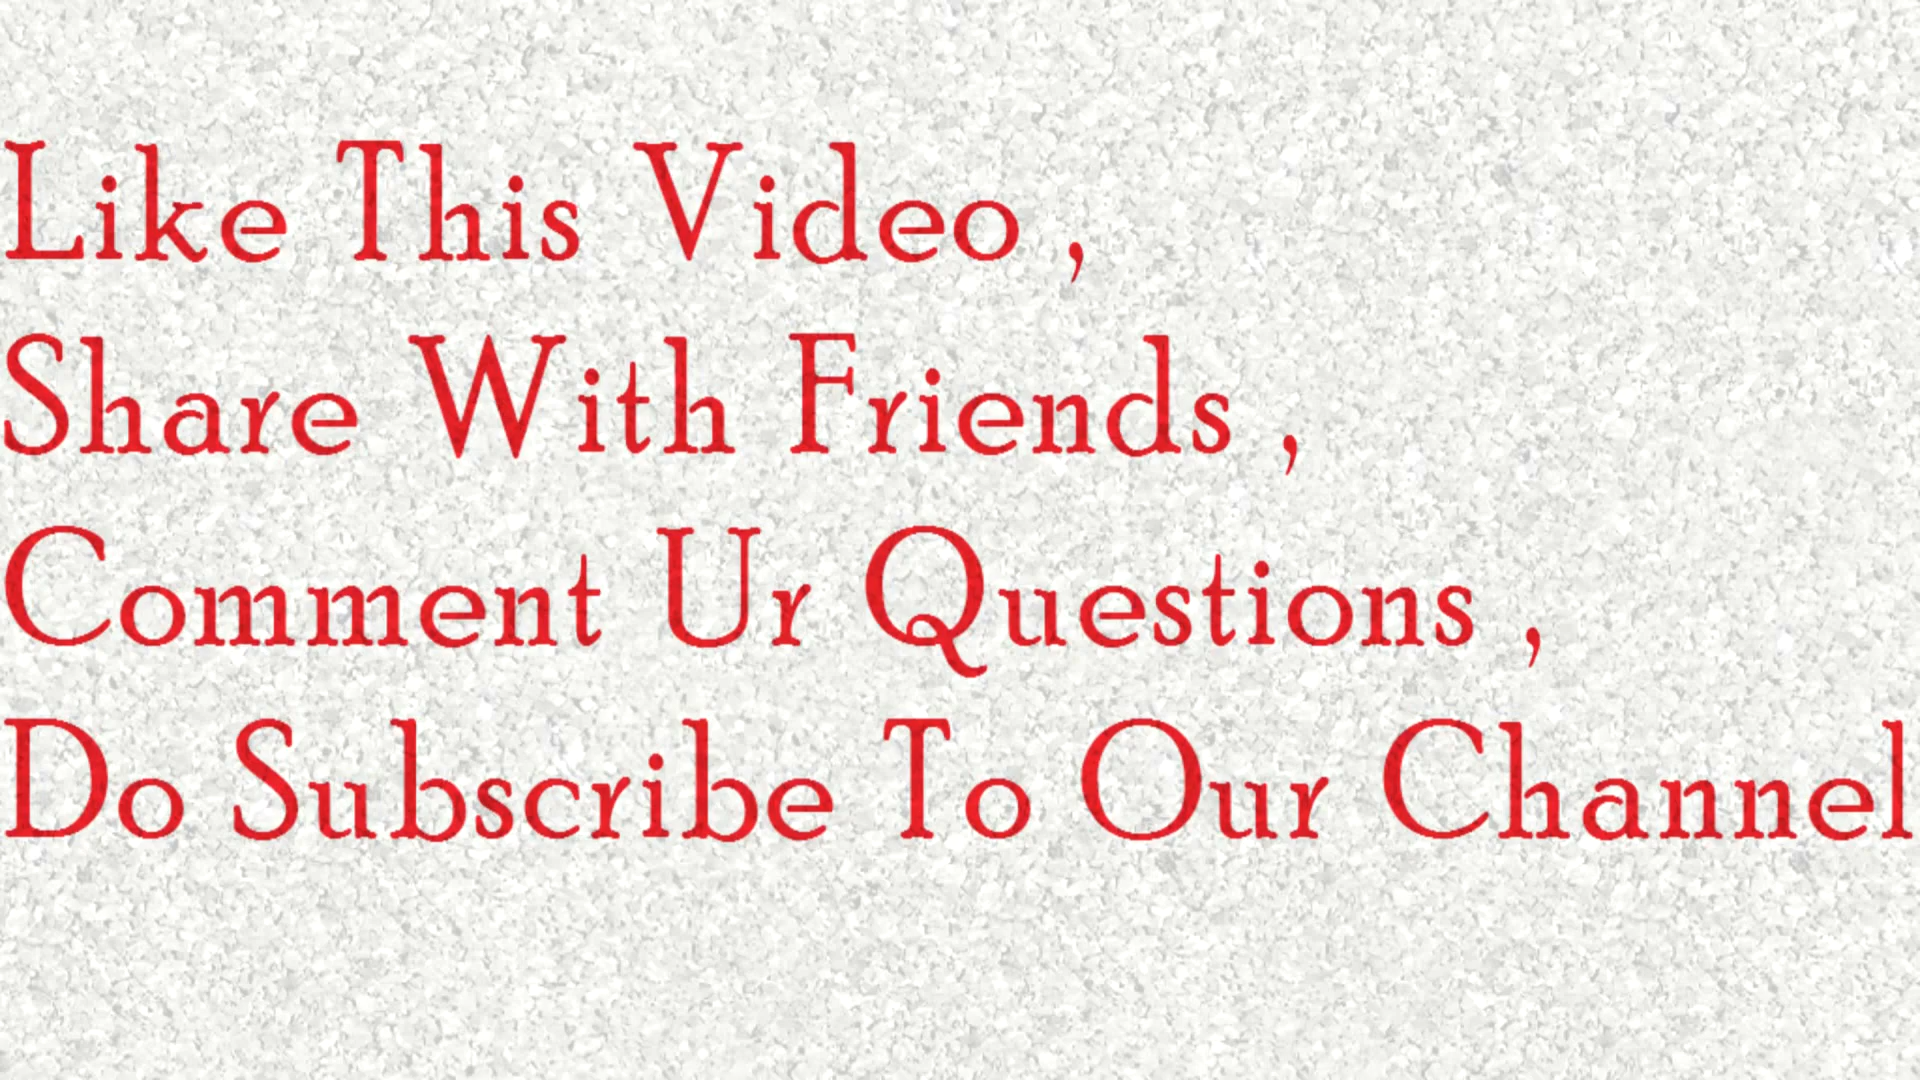 Like This Video ,
Share With Friends ,
Comment Ur Questions ,
Do Subscribe To Our Channel